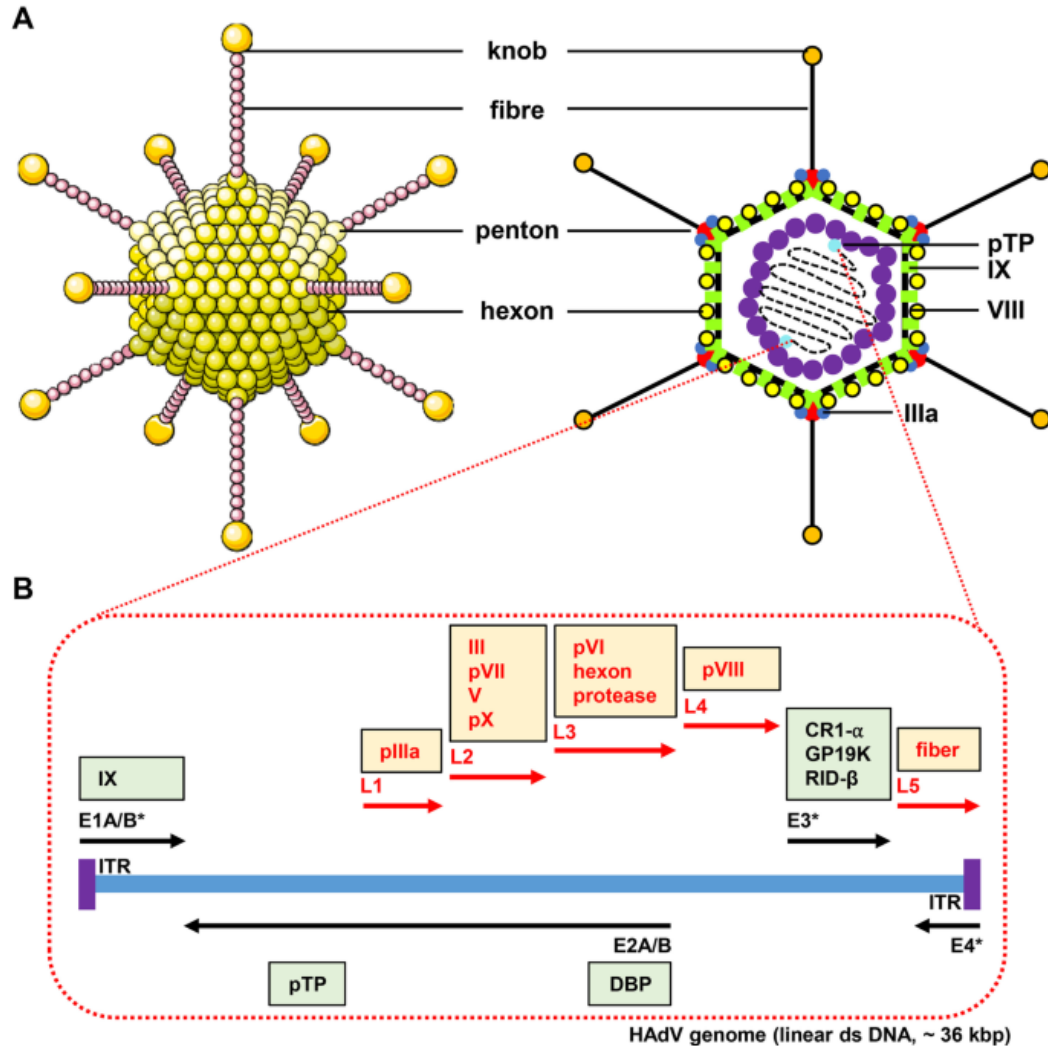 A
knob
fibre
penton
hexon
pTP
IX
VIII
IIIa
B
III
pVII
V
pX
pVI
hexon
protease
pVIII
pIIIa
L1
L2
L3
L4
CR1-α
GP19K
RID-β
fiber
L5
IX
E1A/B*
E3*
ITR
ITR
E2A/B
E4*
pTP
DBP
HAdV genome (linear ds DNA, ~ 36 kbp)